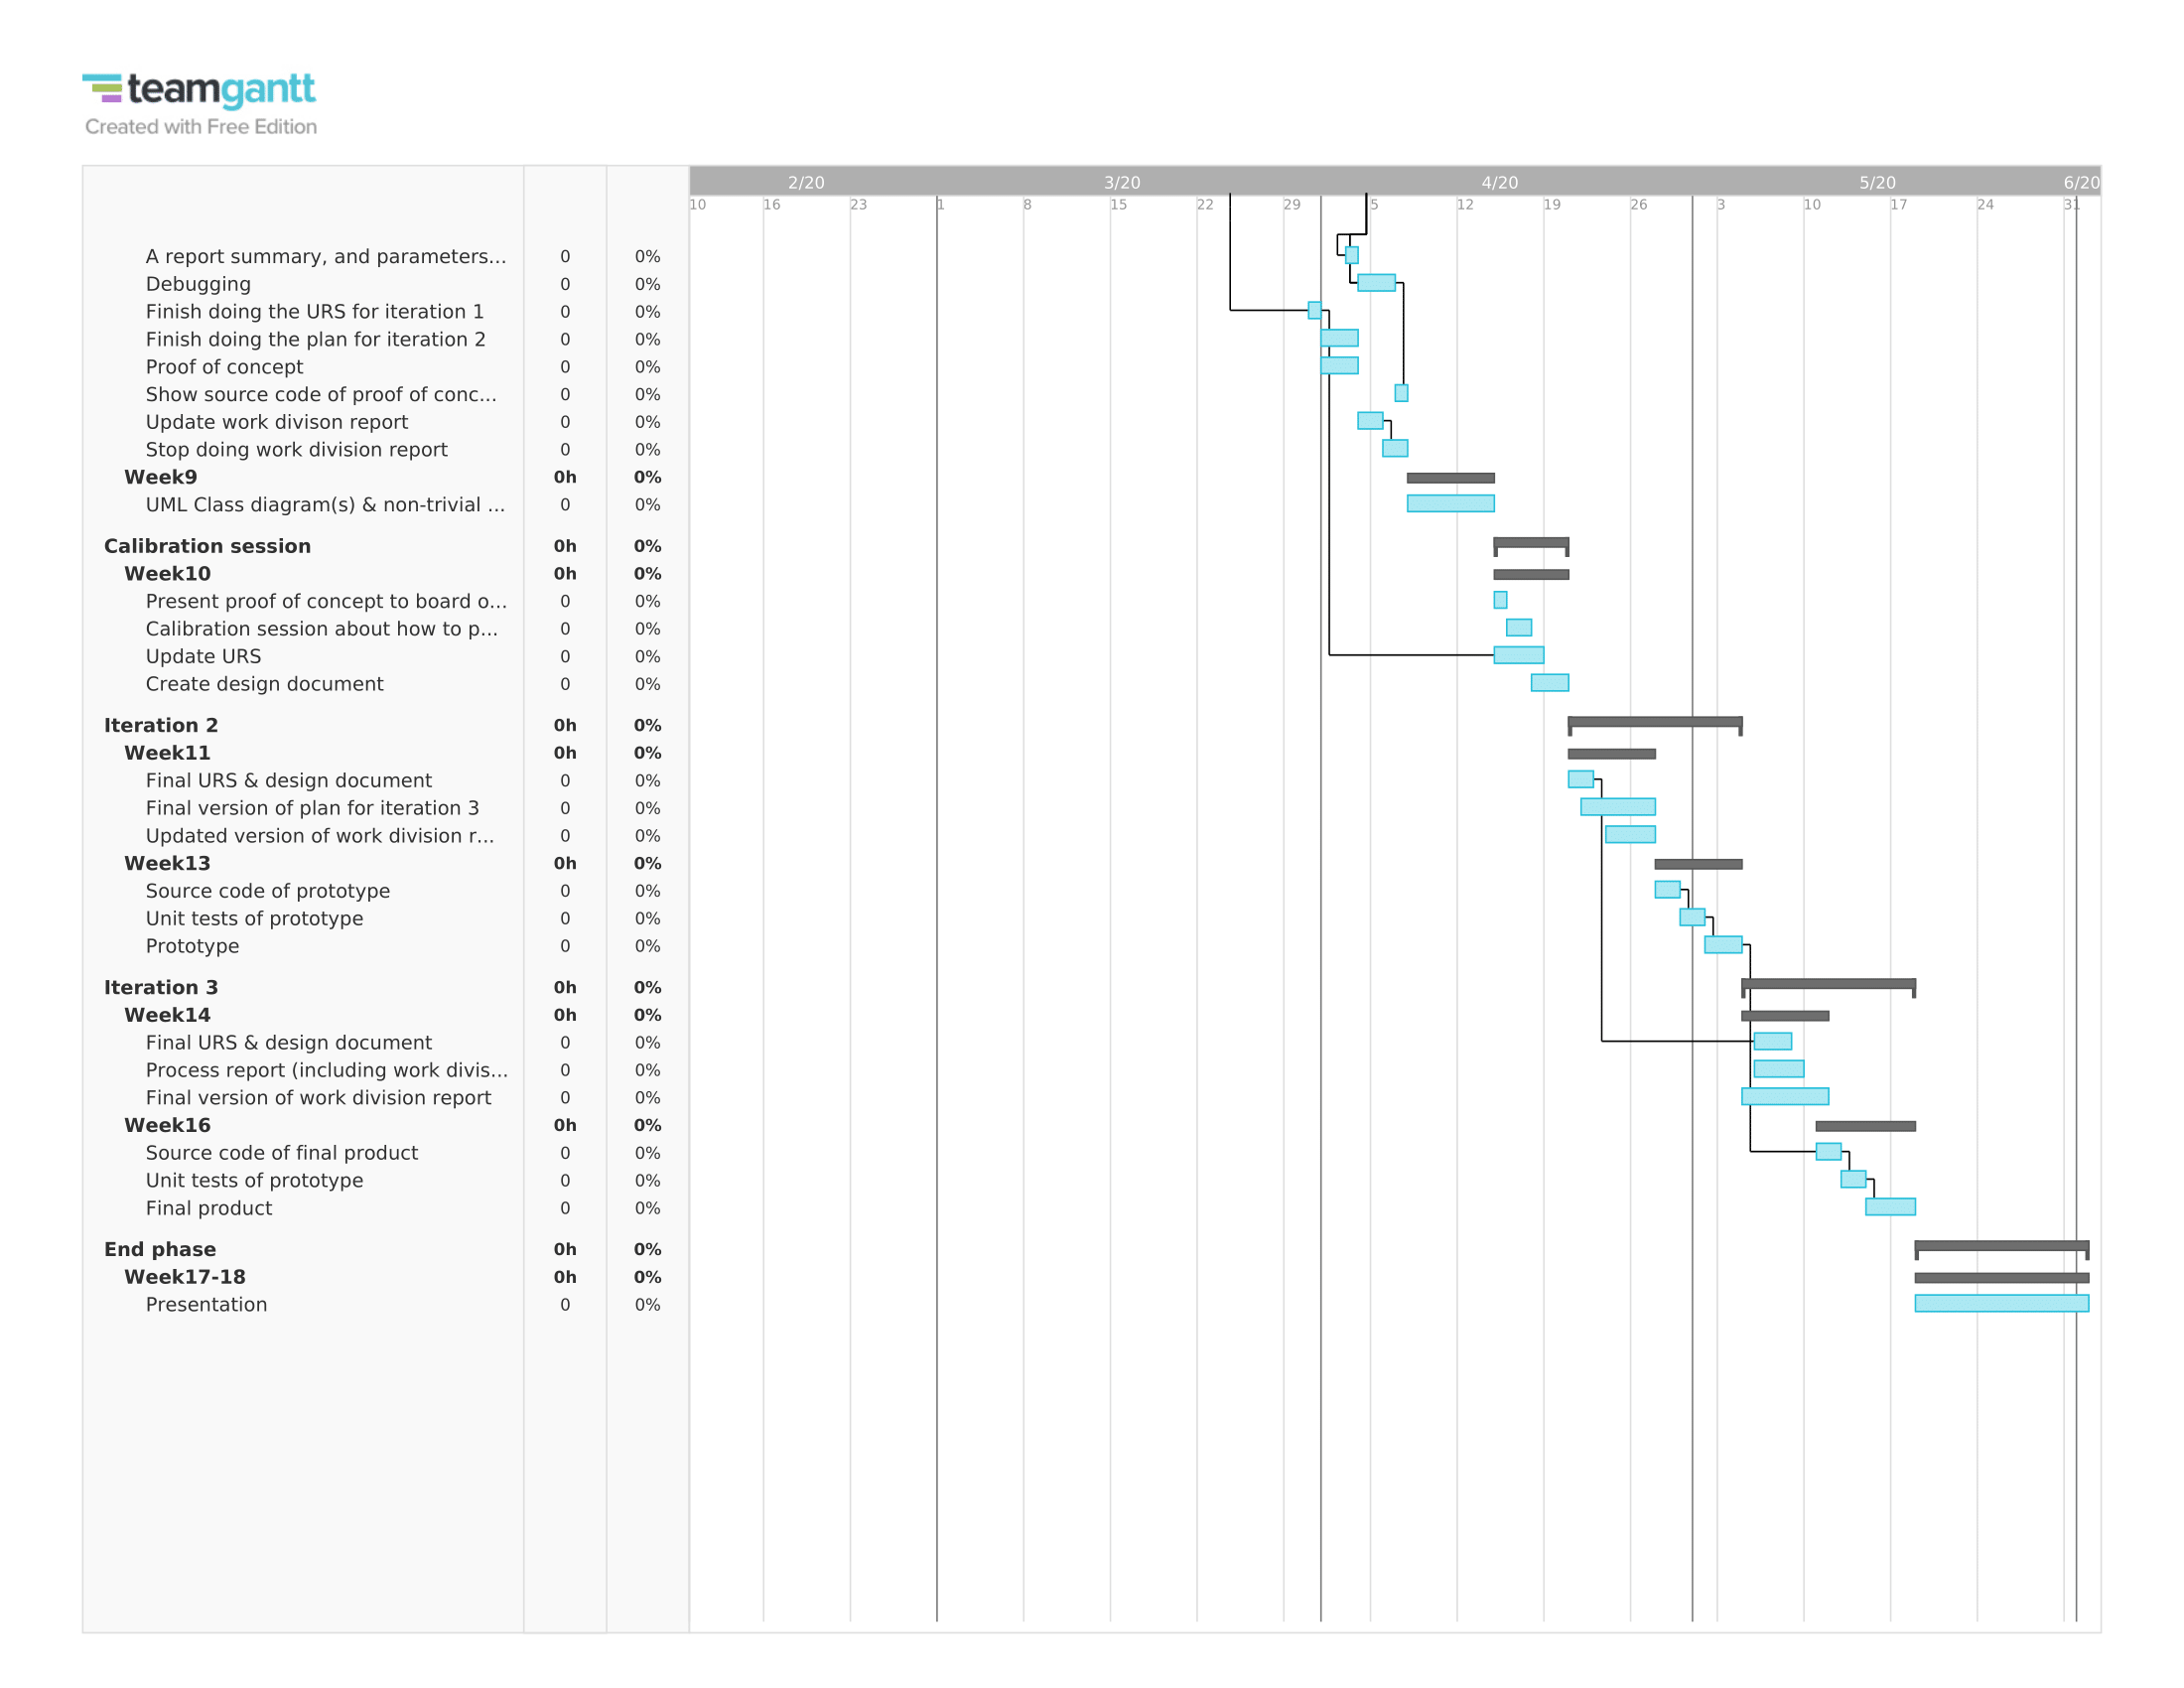 teamgantt
Created with Free Edition
2/20 3/20 4/20 5/20 6/20
10 16 23 1 8 15 22 29 5 12 19 26 3 10 17 24 31
A report summary, and parameters... 0 0%
Debugging 0 0%
Finish doing the URS for iteration 1 0 0%
Finish doing the plan for iteration 2 0 0%
Proof of concept 0 0%
Show source code of proof of conc... 0 0%
Update work divison report 0 0%
Stop doing work division report 0 0%
Week9 0h 0%
UML Class diagram(s) & non-trivial ... 0 0%
Calibration session 0h 0%
Week10 0h 0%
Present proof of concept to board o... 0 0%
Calibration session about how to p... 0 0%
Update URS 0 0%
Create design document 0 0%
Iteration 2 0h 0%
Week11 0h 0%
Final URS & design document 0 0%
Final version of plan for iteration 3 0 0%
Updated version of work division r... 0 0%
Week13 0h 0%
Source code of prototype 0 0%
Unit tests of prototype 0 0%
Prototype 0 0%
Iteration 3 0h 0%
Week14 0h 0%
Final URS & design document 0 0%
Process report (including work divis... 0 0%
Final version of work division report 0 0%
Week16 0h 0%
Source code of final product 0 0%
Unit tests of prototype 0 0%
Final product 0 0%
End phase 0h 0%
Week17-18 0h 0%
Presentation 0 0%